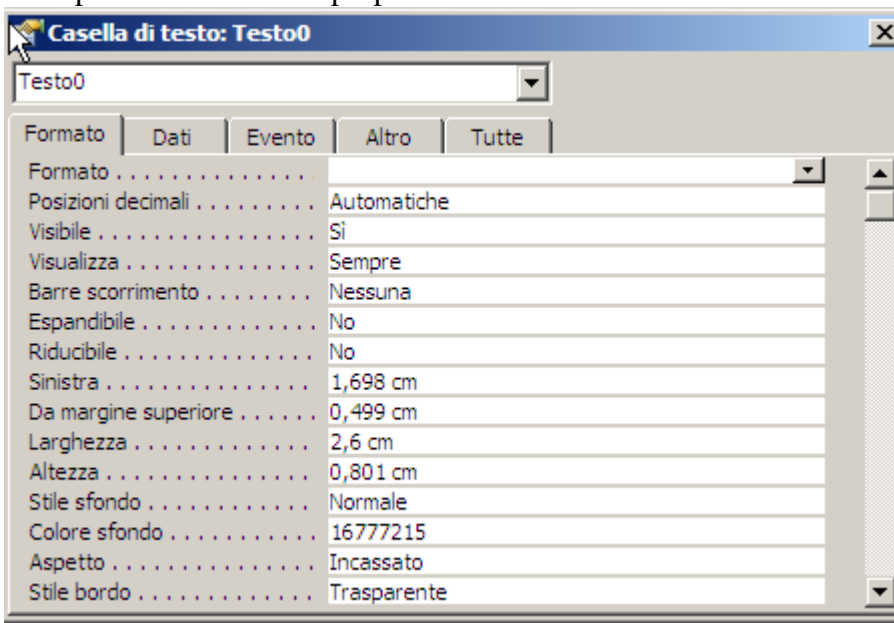 Casella di testo: Testo0
Testo0
Formato Dati Evento Altro Tutte
Formato . . . . . . . . . . . . . .
Posizioni decimali . . . . . . . . . Automatiche
Visibile . . . . . . . . . . . . . . . . Sì
Visualizza . . . . . . . . . . . . . . Sempre
Barre scorrimento . . . . . . . . Nessuna
Espandibile . . . . . . . . . . . . . No
Riducibile . . . . . . . . . . . . . . No
Sinistra . . . . . . . . . . . . . . . 1,698 cm
Da margine superiore . . . . . . 0,499 cm
Larghezza . . . . . . . . . . . . . 2,6 cm
Altezza . . . . . . . . . . . . . . . 0,801 cm
Stile sfondo . . . . . . . . . . . . Normale
Colore sfondo . . . . . . . . . . . 16777215
Aspetto . . . . . . . . . . . . . . . Incassato
Stile bordo . . . . . . . . . . . . . Trasparente